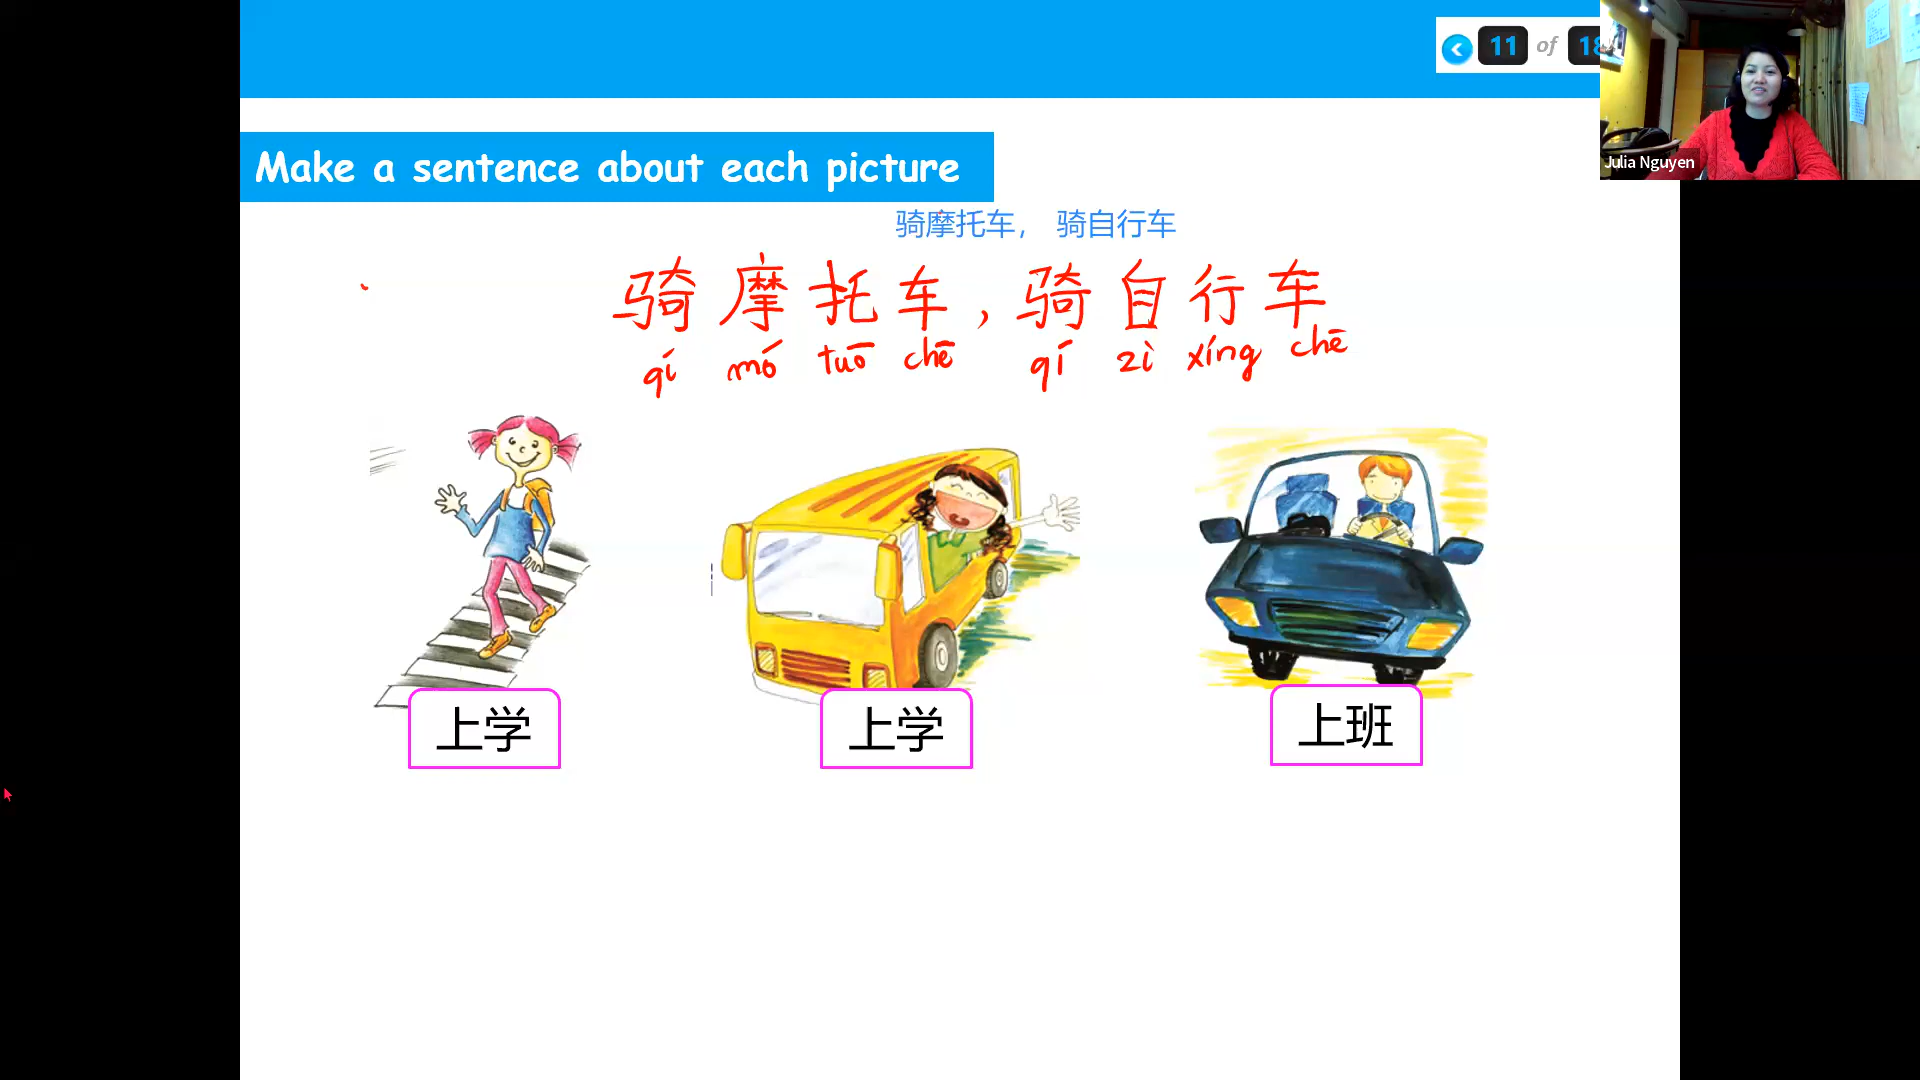 11 of 18
Julia Nguyen
Make a sentence about each picture
骑摩托车， 骑自行车
骑摩托车，骑自行车
qí mó tuō chē qí zì xíng chē
上学
上学
上班